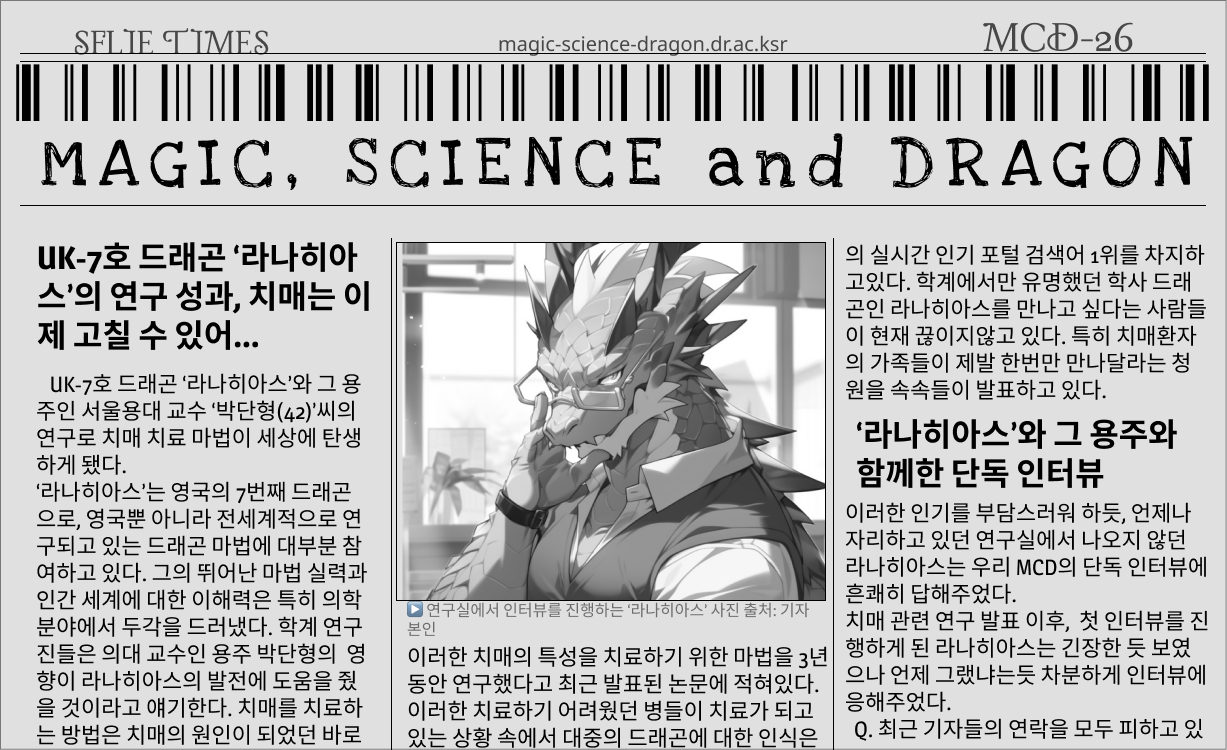 SFLIE TIMES
magic-science-dragon.dr.ac.ksr
MCD-26
MAGIC, SCIENCE and DRAGON
UK-7호 드래곤 ‘라나히아
스’의 연구 성과, 치매는 이
제 고칠 수 있어...
UK-7호 드래곤 ‘라나히아스’와 그 용
주인 서울용대 교수 ‘박단형(42)’씨의
연구로 치매 치료 마법이 세상에 탄생
하게 됐다.
‘라나히아스’는 영국의 7번째 드래곤
으로, 영국뿐 아니라 전세계적으로 연
구되고 있는 드래곤 마법에 대부분 참
여하고 있다. 그의 뛰어난 마법 실력과
인간 세계에 대한 이해력은 특히 의학
분야에서 두각을 드러냈다. 학계 연구
진들은 의대 교수인 용주 박단형의 영
향이 라나히아스의 발전에 도움을 줬
을 것이라고 얘기한다. 치매를 치료하
는 방법은 치매의 원인이 되었던 바로
연구실에서 인터뷰를 진행하는 ‘라나히아스’ 사진 출처: 기자
본인
이러한 치매의 특성을 치료하기 위한 마법을 3년
동안 연구했다고 최근 발표된 논문에 적혀있다.
이러한 치료하기 어려웠던 병들이 치료가 되고
있는 상황 속에서 대중의 드래곤에 대한 인식은
의 실시간 인기 포털 검색어 1위를 차지하
고있다. 학계에서만 유명했던 학사 드래
곤인 라나히아스를 만나고 싶다는 사람들
이 현재 끊이지않고 있다. 특히 치매환자
의 가족들이 제발 한번만 만나달라는 청
원을 속속들이 발표하고 있다.
‘라나히아스’와 그 용주와
함께한 단독 인터뷰
이러한 인기를 부담스러워 하듯, 언제나
자리하고 있던 연구실에서 나오지 않던
라나히아스는 우리 MCD의 단독 인터뷰에
흔쾌히 답해주었다.
치매 관련 연구 발표 이후, 첫 인터뷰를 진
행하게 된 라나히아스는 긴장한 듯 보였
으나 언제 그랬냐는듯 차분하게 인터뷰에
응해주었다.
Q. 최근 기자들의 연락을 모두 피하고 있